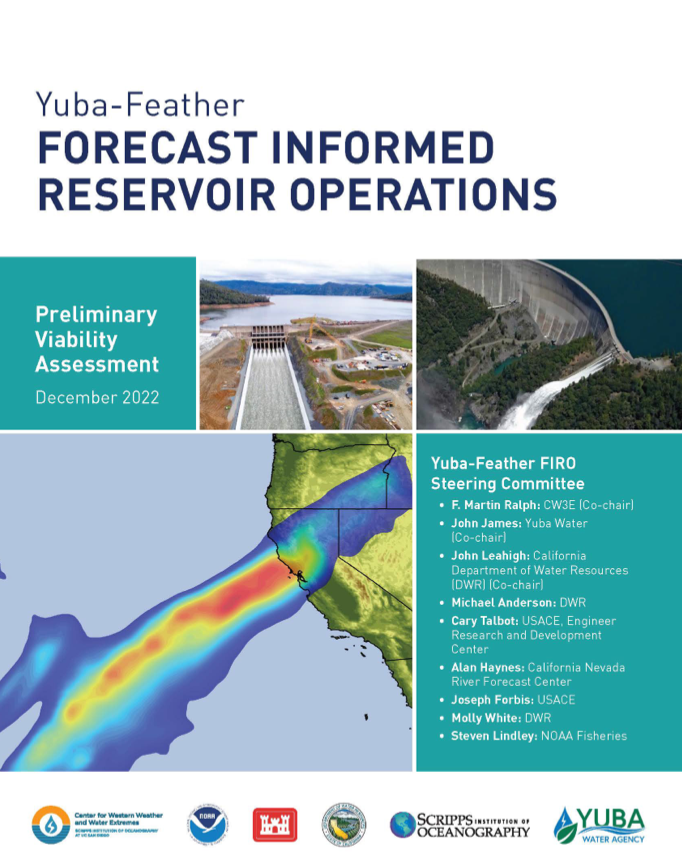 Yuba-Feather
FORECAST INFORMED
RESERVOIR OPERATIONS
Preliminary
Viability
Assessment
December 2022
Yuba-Feather FIRO
Steering Committee
• F. Martin Ralph: CW3E (Co-chair)
• John James: Yuba Water
(Co-chair)
• John Leahigh: California
Department of Water Resources
(DWR) (Co-chair)
• Michael Anderson: DWR
• Cary Talbot: USACE, Engineer
Research and Development
Center
• Alan Haynes: California Nevada
River Forecast Center
• Joseph Forbis: USACE
• Molly White: DWR
• Steven Lindley: NOAA Fisheries
Center for Western Weather
and Water Extremes
SCRIPPS INSTITUTION OF OCEANOGRAPHY
AT UC SAN DIEGO
NOAA
SCRIPPS INSTITUTION OF
OCEANOGRAPHY
YUBA
WATER AGENCY